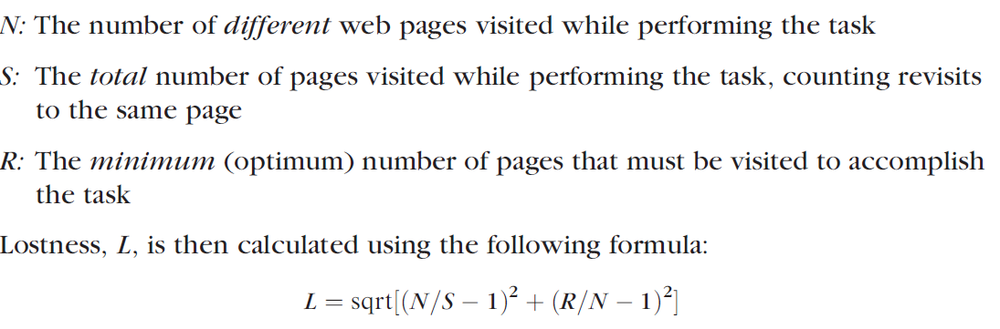 N: The number of different web pages visited while performing the task
S: The total number of pages visited while performing the task, counting revisits
to the same page
R: The minimum (optimum) number of pages that must be visited to accomplish
the task
Lostness, L, is then calculated using the following formula:
L = sqrt[(N/S − 1)² + (R/N − 1)²]